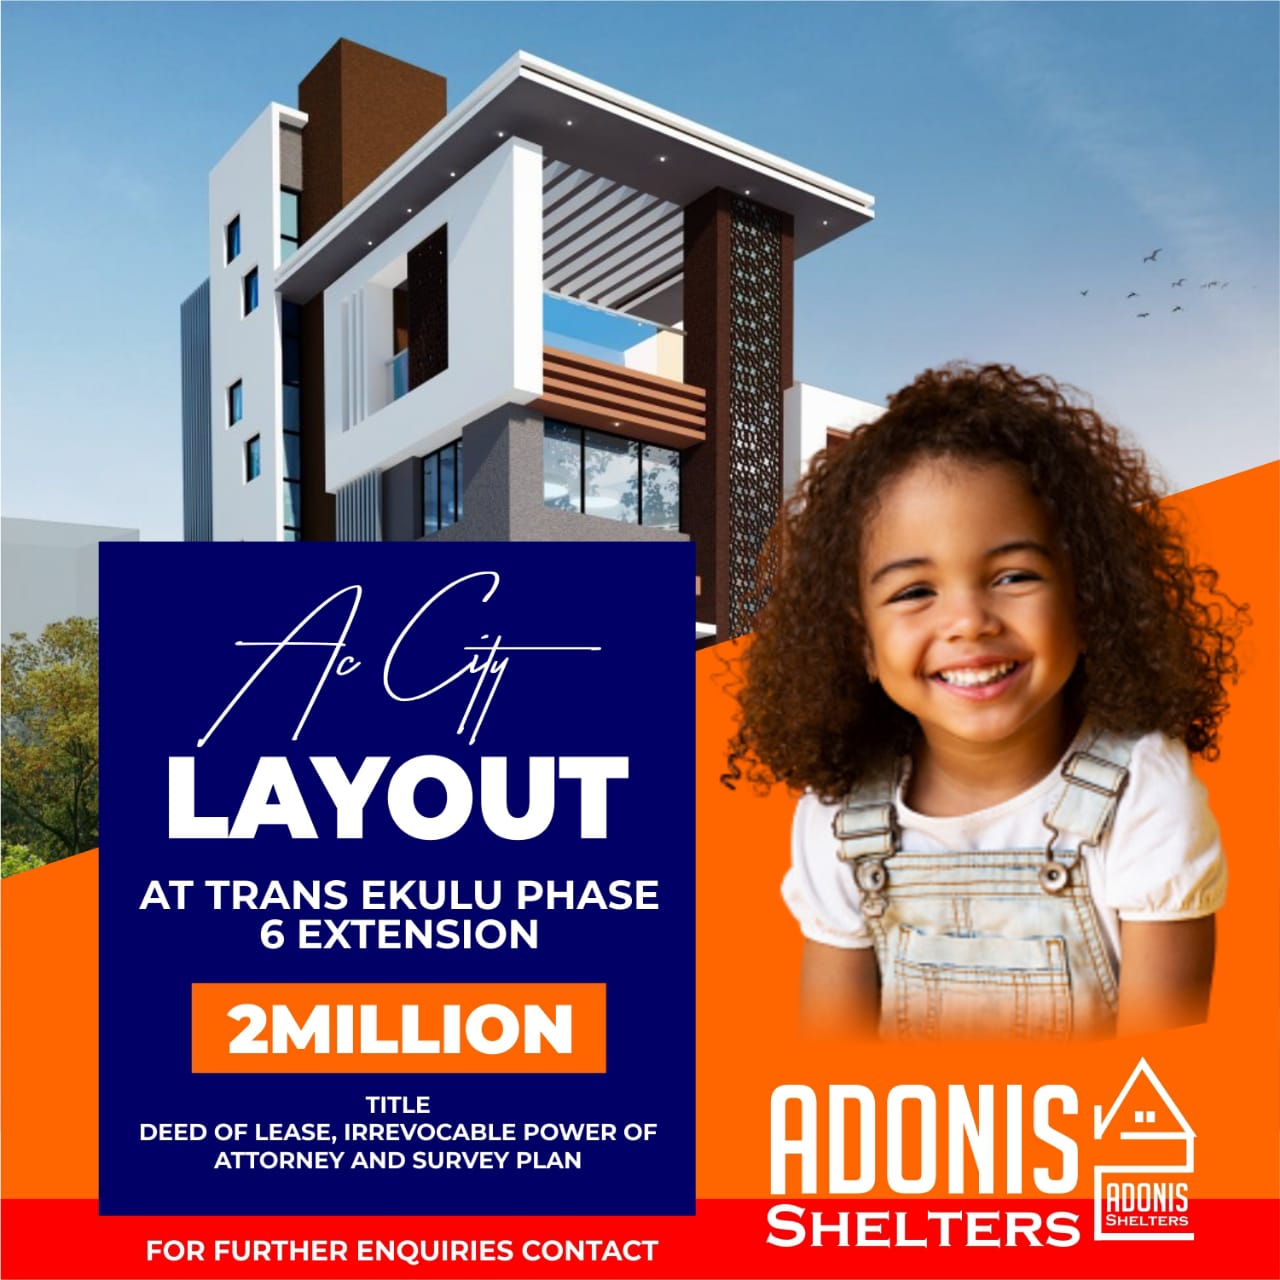 Ac City
LAYOUT
AT TRANS EKULU PHASE
6 EXTENSION
2MILLION
TITLE
DEED OF LEASE, IRREVOCABLE POWER OF
ATTORNEY AND SURVEY PLAN
FOR FURTHER ENQUIRIES CONTACT
ADONIS
SHELTERS
ADONIS
SHELTERS